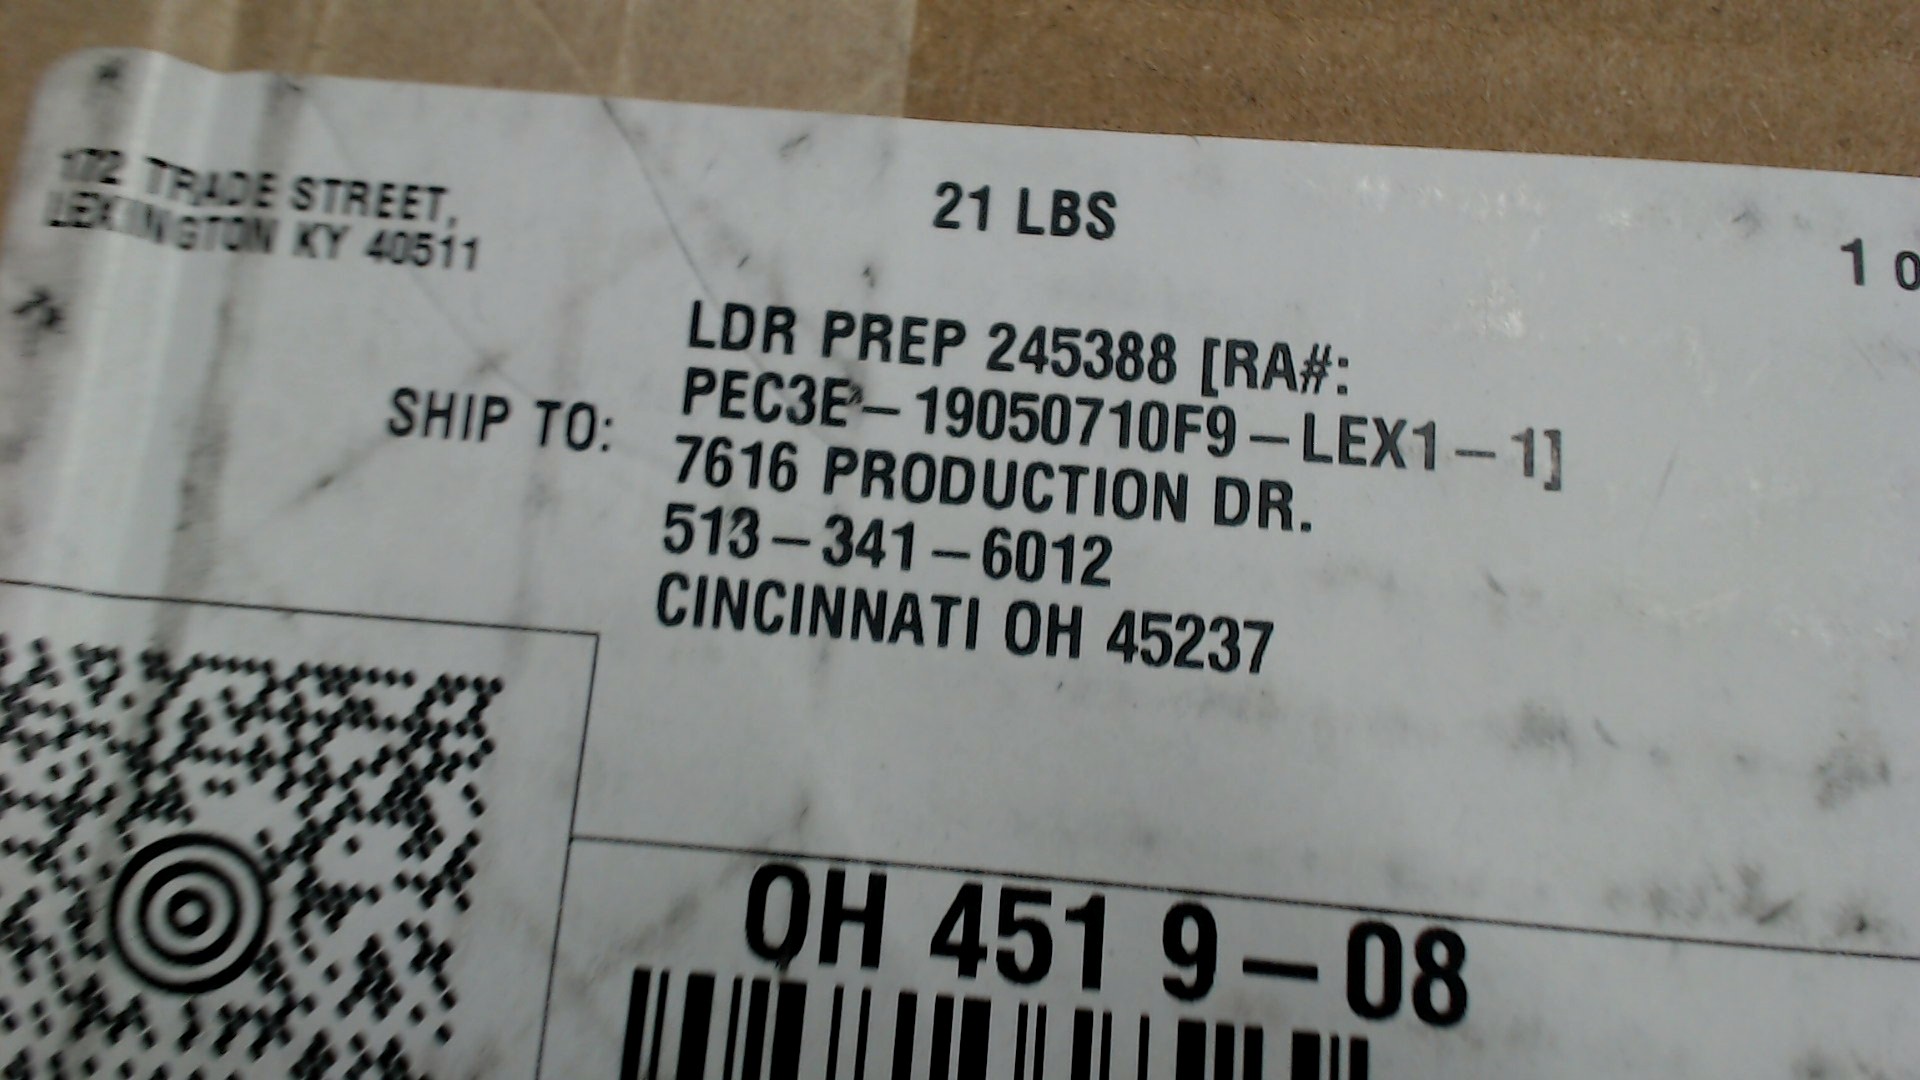 172 TRADE STREET,
LEXINGTON KY 40511
21 LBS
1 O
SHIP TO:
LDR PREP 245388 [RA#:
PEC3E-19050710F9-LEX1-1]
7616 PRODUCTION DR.
513-341-6012
CINCINNATI OH 45237
OH 451 9-08